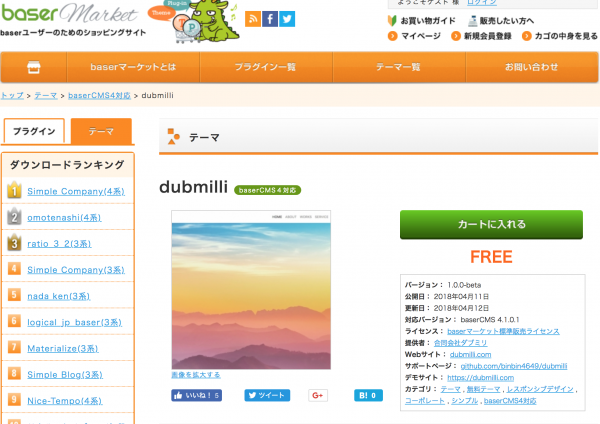 ようこそゲスト 様 ログイン
baser Market
Theme Plug-in
baserユーザーのためのショッピングサイト
お買い物ガイド 販売したい方へ
マイページ 新規会員登録 カゴの中身を見る
baserマーケットとは プラグイン一覧 テーマ一覧 お問い合わせ
トップ > テーマ > baserCMS4対応 > dubmilli
プラグイン テーマ
ダウンロードランキング
1 Simple Company(4系)
2 omotenashi(4系)
3 ratio_3_2(3系)
4 Simple Company(3系)
5 nada ken(3系)
6 logical_jp_baser(3系)
7 Materialize(3系)
8 Simple Blog(3系)
9 Nice-Tempo(4系)
テーマ
dubmilli baserCMS4対応
HOME ABOUT WORKS SERVICE
画像を拡大する
いいね！ 5 ツイート G+ B! 0
カートに入れる
FREE
バージョン： 1.0.0-beta
公開日： 2018年04月11日
更新日： 2018年04月12日
対応バージョン： baserCMS 4.1.0.1
ライセンス： baserマーケット標準販売ライセンス
提供者： 合同会社ダブミリ
Webサイト： dubmilli.com
サポートページ： github.com/binbin4649/dubmilli
デモサイト： https://dubmilli.com
カテゴリ： テーマ , 無料テーマ , レスポンシブデザイン ,
コーポレート , シンプル , baserCMS4対応